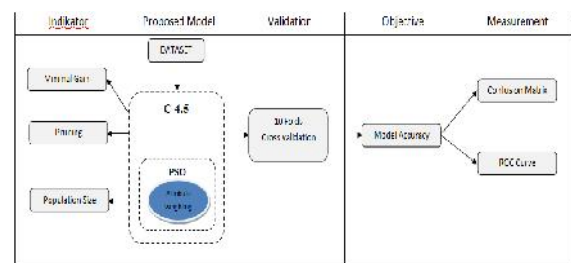 Indikator
Proposed Model
Validation
Objective
Measurement
DATASET
Minimal Gain
C 4.5
Pruning
10 Folds
Cross validation
Model Accuracy
Confusion Matrix
ROC Curve
PSO
Population Size